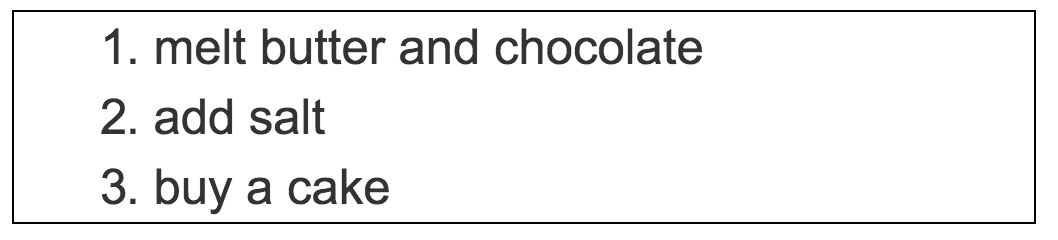 1. melt butter and chocolate
2. add salt
3. buy a cake